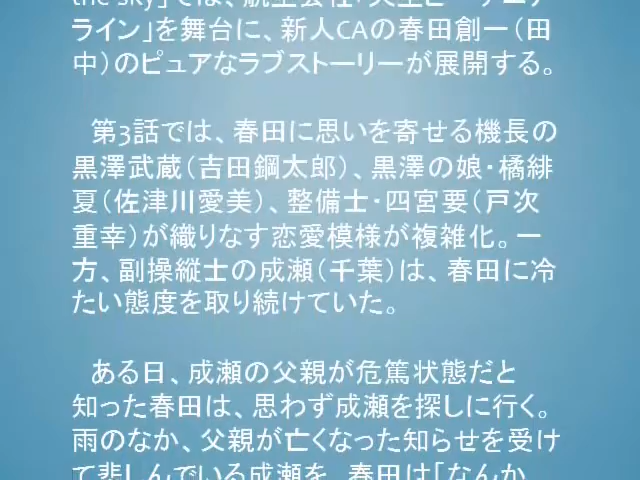 ラインﾞ」を舞台に、新人CAの春田創一（田
中）のピュアなラブストーリーが展開する。
第3話では、春田に思いを寄せる機長の
黒澤武蔵（吉田鋼太郎）、黒澤の娘・橘緋
夏（佐津川愛美）、整備士・四宮要（戸次
重幸）が織りなす恋愛模様が複雑化。一
方、副操縦士の成瀬（千葉）は、春田に冷
たい態度を取り続けていた。
ある日、成瀬の父親が危篤状態だと
知った春田は、思わず成瀬を探しに行く。
雨のなか、父親が亡くなった知らせを受け
て悲しんでいる成瀬を、春田は「なんか